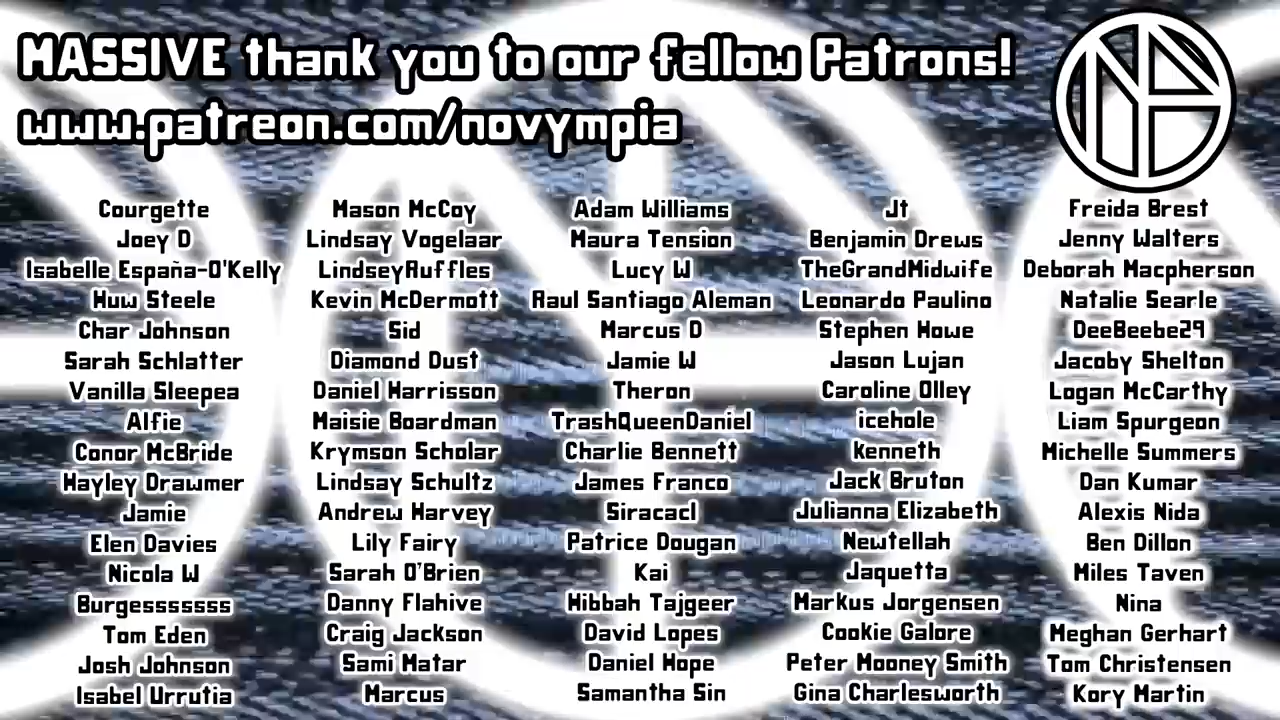 MASSIVE thank you to our fellow Patrons!
www.patreon.com/novympia
Courgette
Joey D
Isabelle España-O'Kelly
Huw Steele
Char Johnson
Sarah Schlatter
Vanilla Sleepea
Alfie
Conor McBride
Hayley Drawmer
Jamie
Elen Davies
Nicola W
Burgesssssss
Tom Eden
Josh Johnson
Isabel Urrutia
Mason McCoy
Lindsay Vogelaar
LindseyRuffles
Kevin McDermott
Sid
Diamond Dust
Daniel Harrisson
Maisie Boardman
Krymson Scholar
Lindsay Schultz
Andrew Harvey
Lily Fairy
Sarah O'Brien
Danny Flahive
Craig Jackson
Sami Matar
Marcus
Adam Williams
Maura Tension
Lucy W
Raul Santiago Aleman
Marcus D
Jamie W
Theron
TrashQueenDaniel
Charlie Bennett
James Franco
Siracacl
Patrice Dougan
Kai
Hibbah Tajgeer
David Lopes
Daniel Hope
Samantha Sin
Jt
Benjamin Drews
TheGrandMidwife
Leonardo Paulino
Stephen Howe
Jason Lujan
Caroline Olley
icehole
kenneth
Jack Bruton
Julianna Elizabeth
Newtellah
Jaquetta
Markus Jorgensen
Cookie Galore
Peter Mooney Smith
Gina Charlesworth
Freida Brest
Jenny Walters
Deborah Macpherson
Natalie Searle
DeeBeebe29
Jacoby Shelton
Logan McCarthy
Liam Spurgeon
Michelle Summers
Dan Kumar
Alexis Nida
Ben Dillon
Miles Taven
Nina
Meghan Gerhart
Tom Christensen
Kory Martin